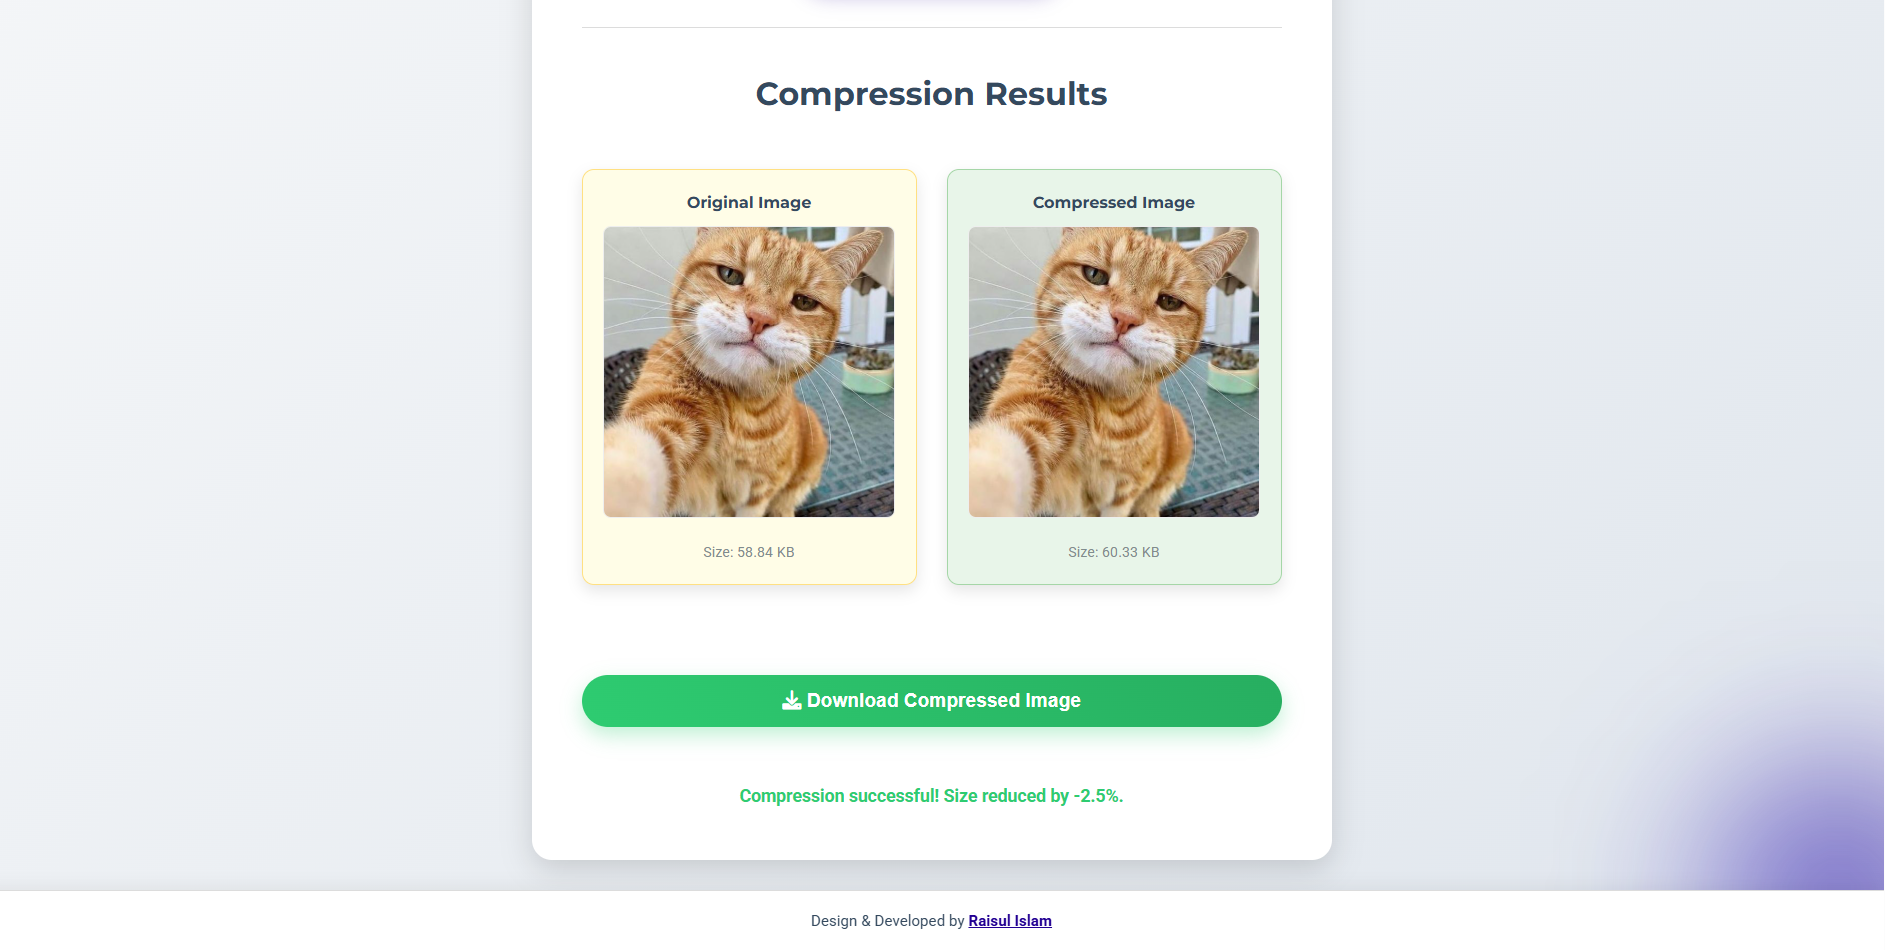 Compression Results
Original Image
Compressed Image
Size: 58.84 KB
Size: 60.33 KB
Download Compressed Image
Compression successful! Size reduced by -2.5%.
Design & Developed by Raisul Islam